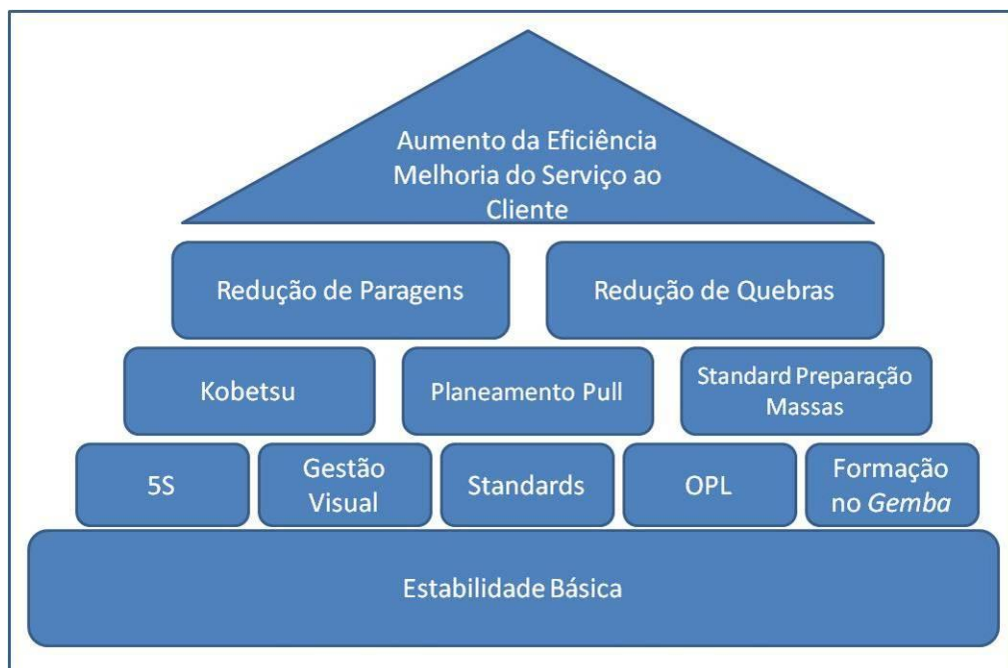 Aumento da Eficiência
Melhoria do Serviço ao
Cliente
Redução de Paragens
Redução de Quebras
Kobetsu
Planeamento Pull
Standard Preparação
Massas
5S
Gestão
Visual
Standards
OPL
Formação
no Gemba
Estabilidade Básica